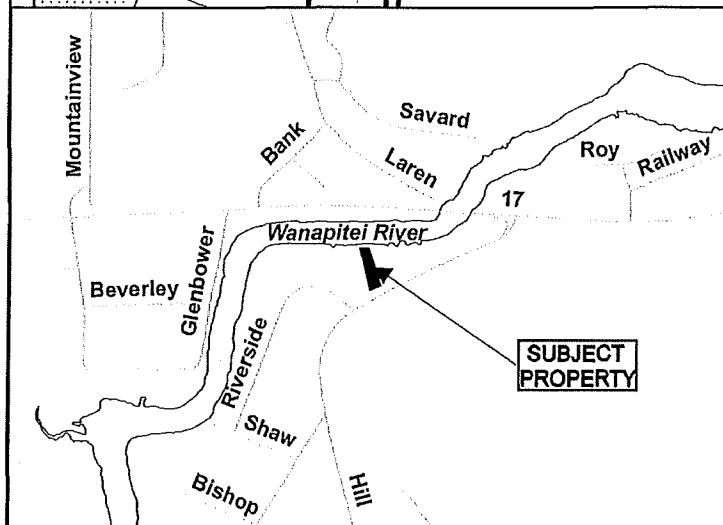 Mountainview
Savard
Bank
Laren
Roy
Railway
17
Wanapitei River
Glenbower
Beverley
Riverside
SUBJECT
PROPERTY
Shaw
Bishop
Hill